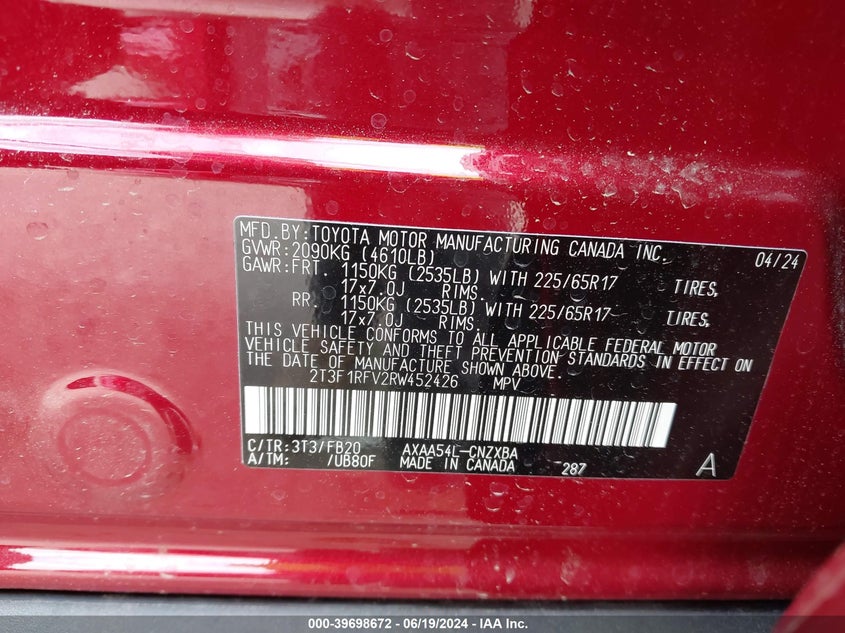 MFD. BY: TOYOTA MOTOR MANUFACTURING CANADA INC. 04/24
GVWR: 2090KG (4610LB)
GAWR: FRT. 1150KG (2535LB) WITH 225/65R17 TIRES,
17x7.0J RIMS.
RR. 1150KG (2535LB) WITH 225/65R17 TIRES,
17x7.0J RIMS.
THIS VEHICLE CONFORMS TO ALL APPLICABLE FEDERAL MOTOR
VEHICLE SAFETY AND THEFT PREVENTION STANDARDS IN EFFECT ON
THE DATE OF MANUFACTURE SHOWN ABOVE.
2T3F1RFV2RW452426 MPV
C/TR: 3T3/FB20 AXAA54L-CNZXBA
A/TM: /UB80F MADE IN CANADA 287 A
000-39698672 / 06/19/2024 / IAA Inc.